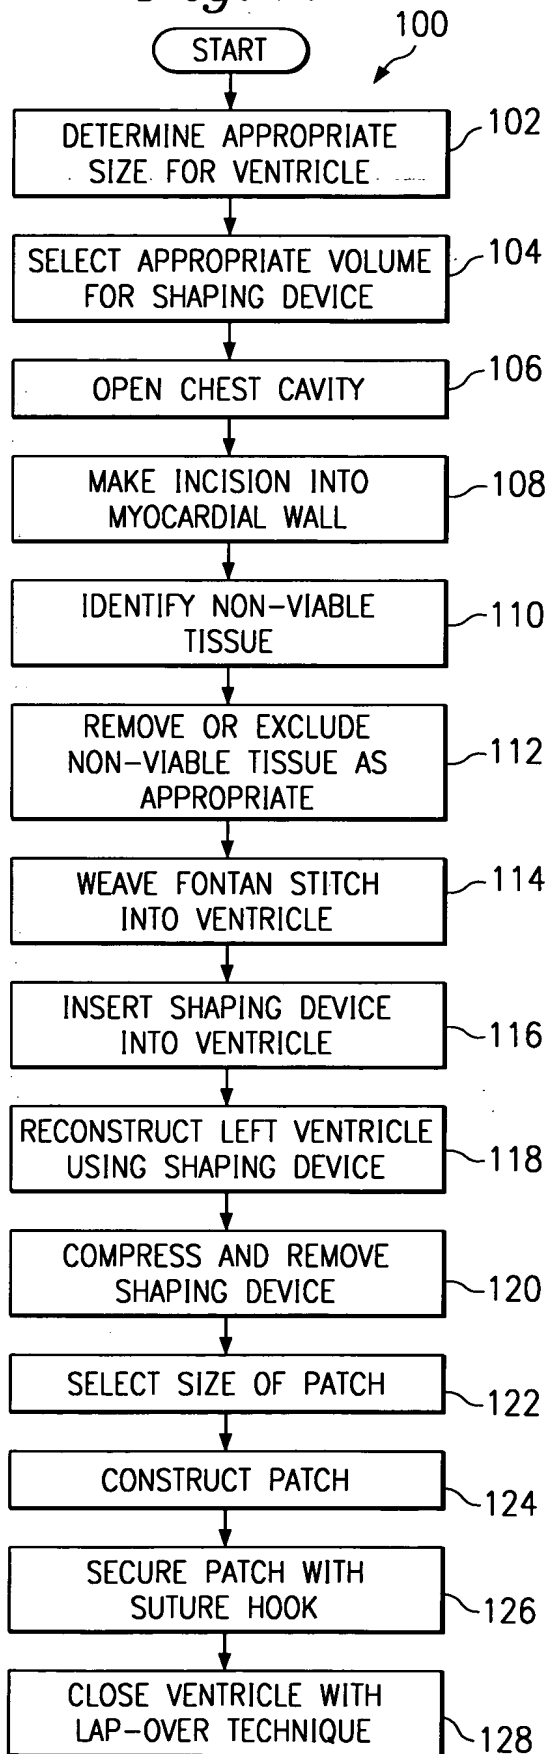 START
100
DETERMINE APPROPRIATE
SIZE FOR VENTRICLE
102
SELECT APPROPRIATE VOLUME
FOR SHAPING DEVICE
104
OPEN CHEST CAVITY
106
MAKE INCISION INTO
MYOCARDIAL WALL
108
IDENTIFY NON-VIABLE
TISSUE
110
REMOVE OR EXCLUDE
NON-VIABLE TISSUE AS
APPROPRIATE
112
WEAVE FONTAN STITCH
INTO VENTRICLE
114
INSERT SHAPING DEVICE
INTO VENTRICLE
116
RECONSTRUCT LEFT VENTRICLE
USING SHAPING DEVICE
118
COMPRESS AND REMOVE
SHAPING DEVICE
120
SELECT SIZE OF PATCH
122
CONSTRUCT PATCH
124
SECURE PATCH WITH
SUTURE HOOK
126
CLOSE VENTRICLE WITH
LAP-OVER TECHNIQUE
128